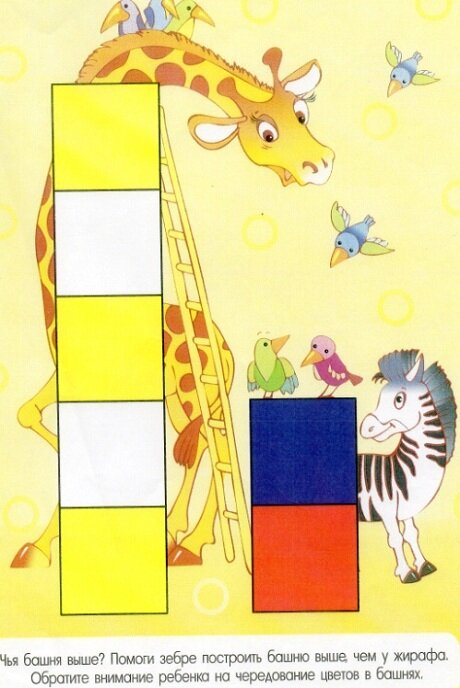 Чья башня выше? Помоги зебре построить башню выше, чем у жирафа.
Обратите внимание ребенка на чередование цветов в башнях.